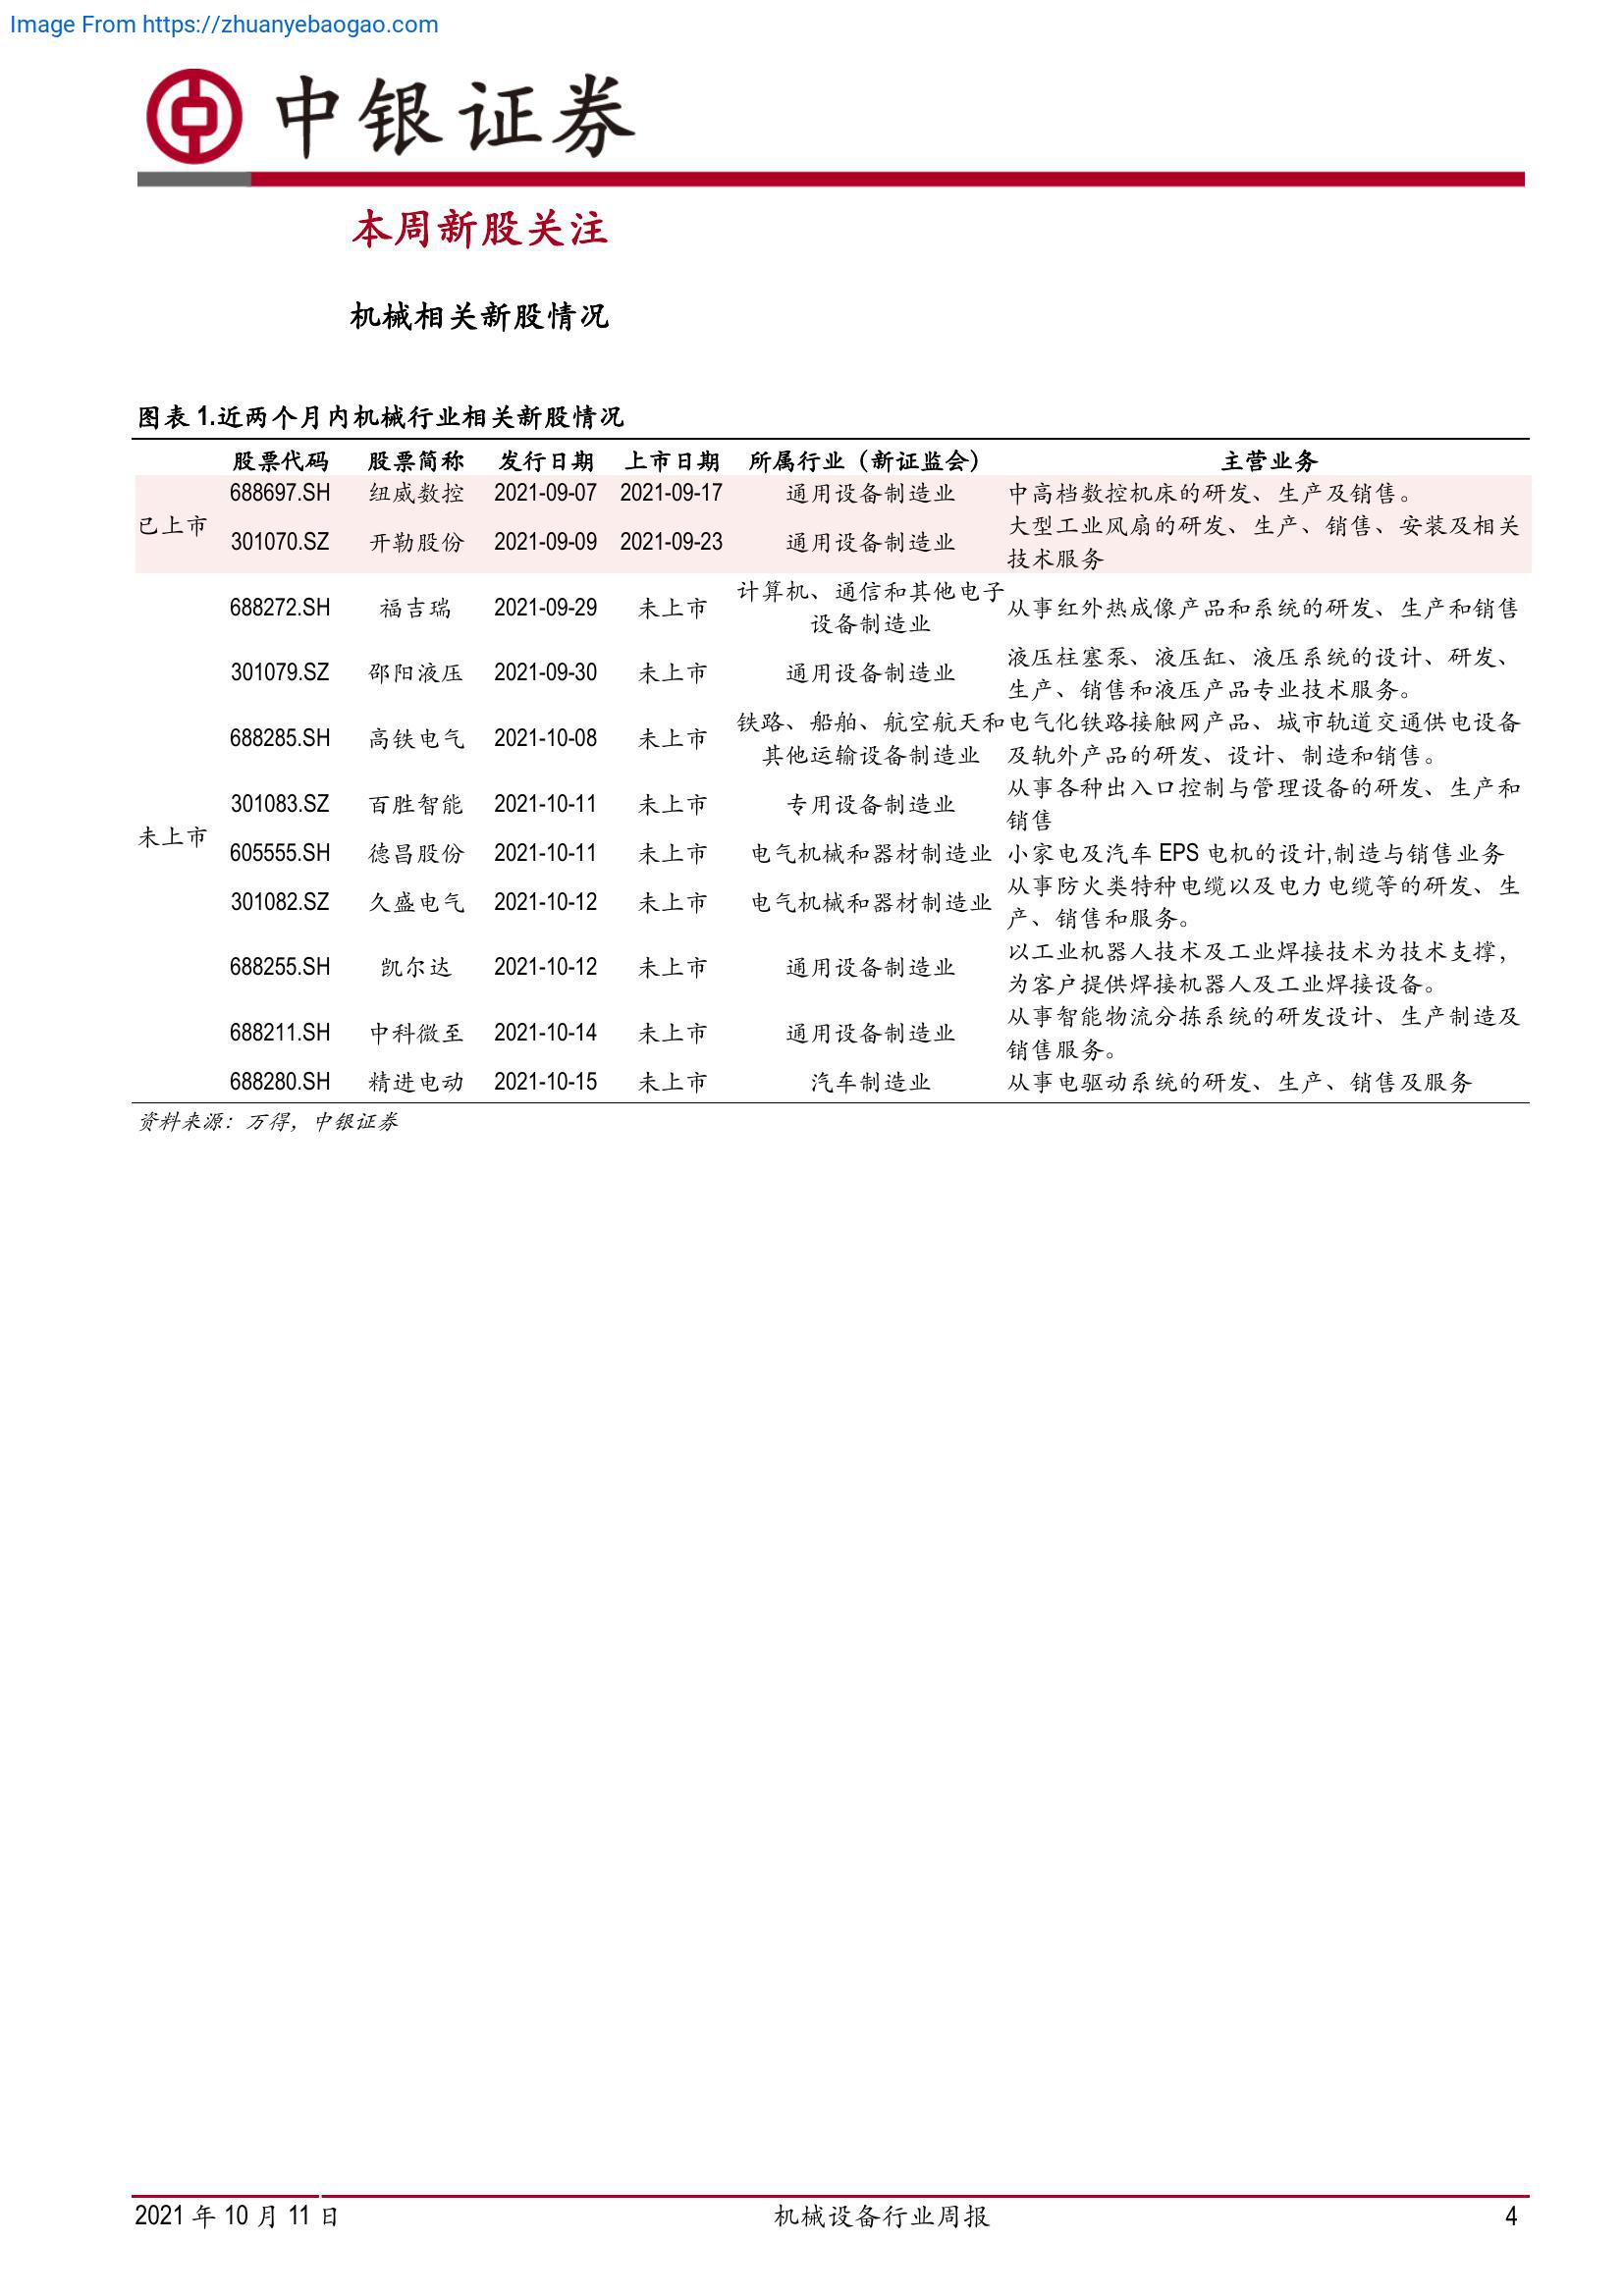 Image From https://zhuanyebaogao.com
中银证券
本周新股关注
机械相关新股情况
图表 1.近两个月内机械行业相关新股情况
股票代码 股票简称 发行日期 上市日期 所属行业（新证监会） 主营业务
已上市
688697.SH 纽威数控 2021-09-07 2021-09-17 通用设备制造业 中高档数控机床的研发、生产及销售。
301070.SZ 开勒股份 2021-09-09 2021-09-23 通用设备制造业 大型工业风扇的研发、生产、销售、安装及相关
技术服务
未上市
688272.SH 福吉瑞 2021-09-29 未上市 计算机、通信和其他电子 从事红外热成像产品和系统的研发、生产和销售
设备制造业
301079.SZ 邵阳液压 2021-09-30 未上市 通用设备制造业 液压柱塞泵、液压缸、液压系统的设计、研发、
生产、销售和液压产品专业技术服务。
688285.SH 高铁电气 2021-10-08 未上市 铁路、船舶、航空航天和 电气化铁路接触网产品、城市轨道交通供电设备
其他运输设备制造业 及轨外产品的研发、设计、制造和销售。
301083.SZ 百胜智能 2021-10-11 未上市 专用设备制造业 从事各种出入口控制与管理设备的研发、生产和
销售
605555.SH 德昌股份 2021-10-11 未上市 电气机械和器材制造业 小家电及汽车 EPS 电机的设计,制造与销售业务
301082.SZ 久盛电气 2021-10-12 未上市 电气机械和器材制造业 从事防火类特种电缆以及电力电缆等的研发、生
产、销售和服务。
688255.SH 凯尔达 2021-10-12 未上市 通用设备制造业 以工业机器人技术及工业焊接技术为技术支撑，
为客户提供焊接机器人及工业焊接设备。
688211.SH 中科微至 2021-10-14 未上市 通用设备制造业 从事智能物流分拣系统的研发设计、生产制造及
销售服务。
688280.SH 精进电动 2021-10-15 未上市 汽车制造业 从事电驱动系统的研发、生产、销售及服务
资料来源：万得，中银证券
2021 年 10 月 11 日 机械设备行业周报 4